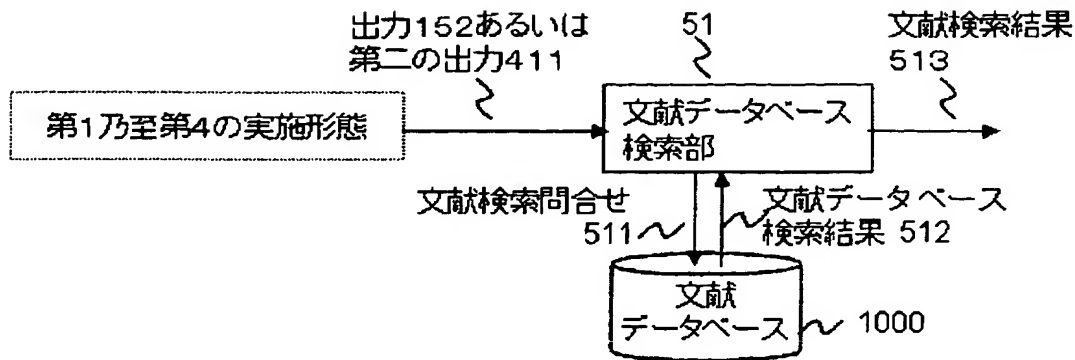 出力152あるいは
第二の出力411
51
文献検索結果
513
第1乃至第4の実施形態
文献データベース
検索部
文献検索問合せ
511
文献データベース
検索結果 512
文献
データベース
1000